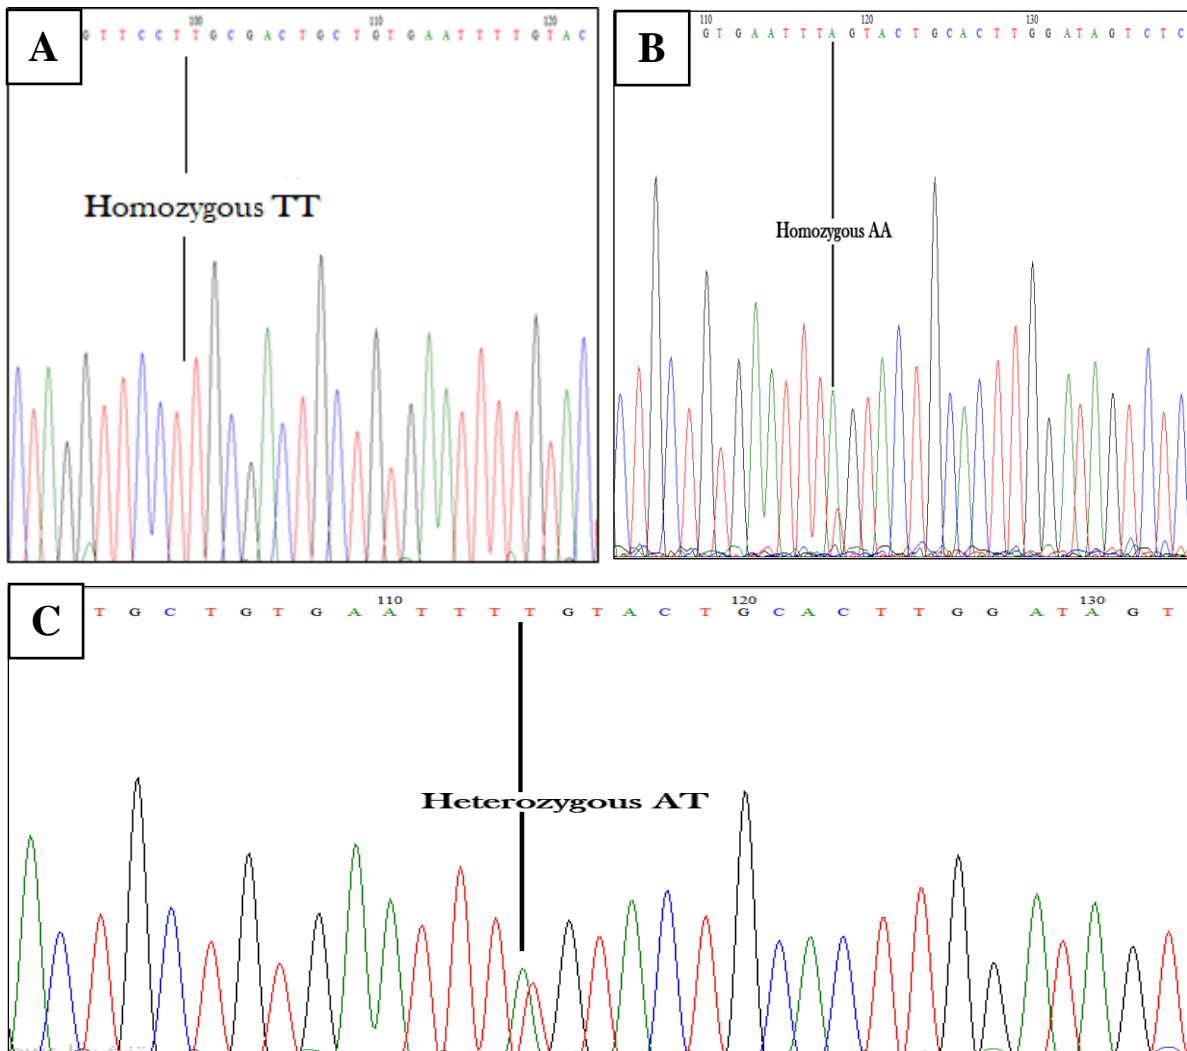 A
100 110 120
G T T C C T T G C G A C T G C T G T G A A T T T T G T A C
Homozygous TT
B
110 120 130
G T G A A T T T A G T A C T G C A C T T G G A T A G T C T C
Homozygous AA
C
110 120 130
T G C T G T G A A T T T T G T A C T G C A C T T G G A T A G T
Heterozygous AT